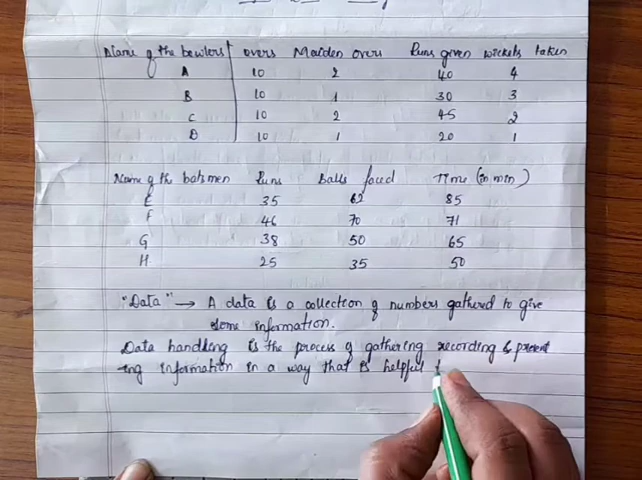 Name of the bowlers overs Maiden overs Runs given wickets taken
A 10 2 40 4
B 10 1 30 3
C 10 2 45 2
D 10 1 20 1
Name of the batsmen Runs Balls faced Time (in min)
E 35 62 85
F 46 70 71
G 38 50 65
H 25 35 50
"Data" → A data is a collection of numbers gathered to give
some information.
Data handling is the process of gathering recording & present
ing information in a way that is helpful